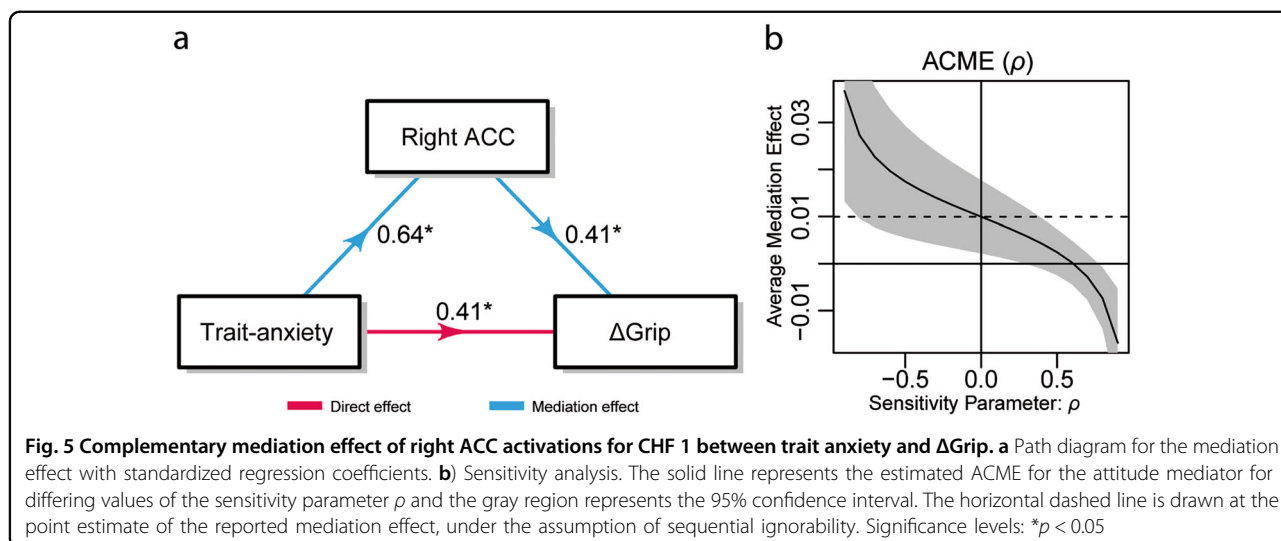 a
Right ACC
0.64*
0.41*
0.41*
Trait-anxiety
ΔGrip
Direct effect
Mediation effect
b
ACME (ρ)
Average Mediation Effect
0.03
0.01
−0.01
−0.5
0.0
0.5
Sensitivity Parameter: ρ
Fig. 5 Complementary mediation effect of right ACC activations for CHF 1 between trait anxiety and ΔGrip. a Path diagram for the mediation
effect with standardized regression coefficients. b) Sensitivity analysis. The solid line represents the estimated ACME for the attitude mediator for
differing values of the sensitivity parameter ρ and the gray region represents the 95% confidence interval. The horizontal dashed line is drawn at the
point estimate of the reported mediation effect, under the assumption of sequential ignorability. Significance levels: *p < 0.05